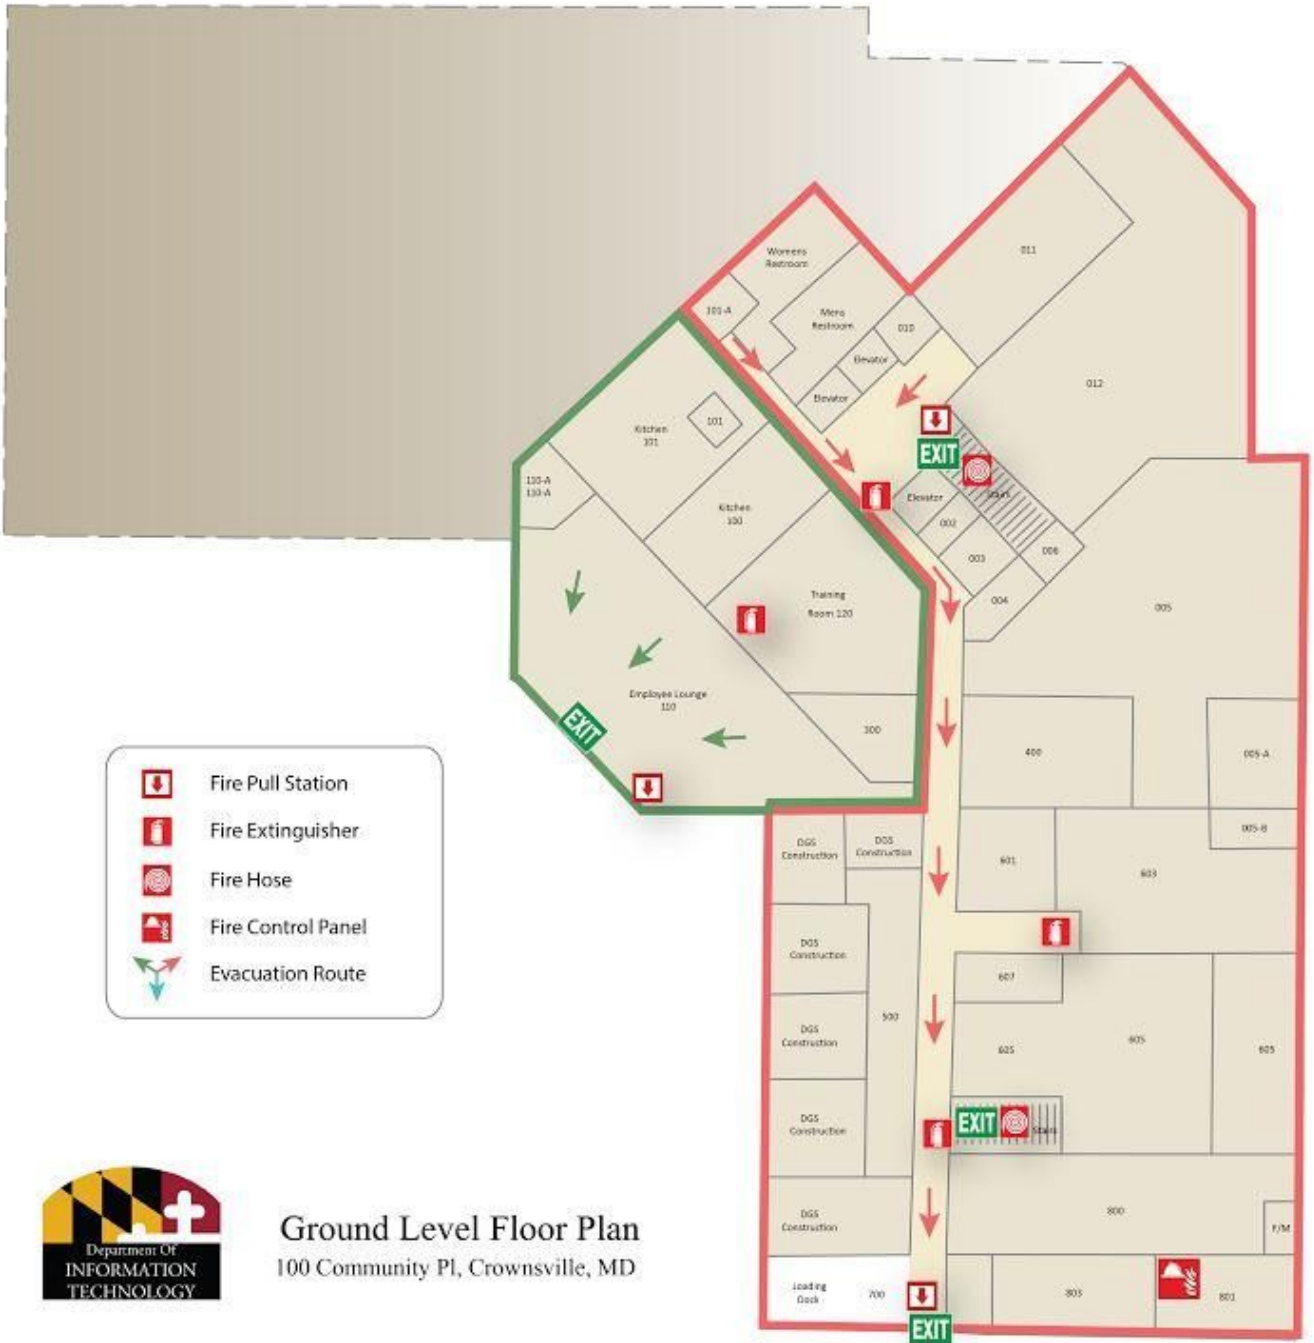 Womens
Restroom
101-A
Mens
Restroom
010
011
Elevator
Elevator
012
EXIT
Kitchen
101
101
110-A
110-A
Kitchen
100
Elevator
Stairs
002
003
006
004
005
Training
Room 120
Employee Lounge
110
EXIT
300
400
005-A
005-B
DGS
Construction
DGS
Construction
601
603
DGS
Construction
607
500
DGS
Construction
605
605
605
DGS
Construction
EXIT
Stairs
DGS
Construction
800
F/M
Loading
Dock
700
803
801
EXIT
Fire Pull Station
Fire Extinguisher
Fire Hose
Fire Control Panel
Evacuation Route
Department Of
INFORMATION
TECHNOLOGY
Ground Level Floor Plan
100 Community Pl, Crownsville, MD